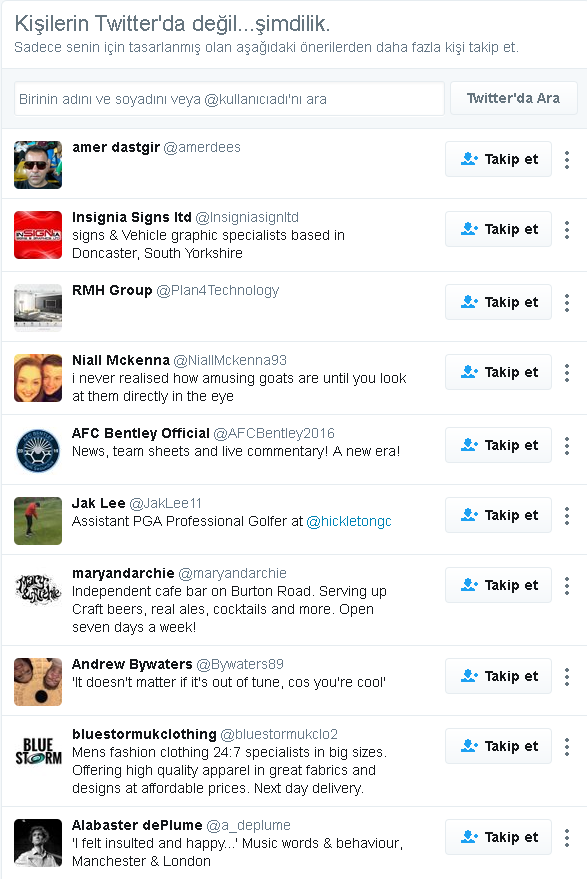 Kişilerin Twitter'da değil...şimdilik.
Sadece senin için tasarlanmış olan aşağıdaki önerilerden daha fazla kişi takip et.
Birinin adını ve soyadını veya @kullanıcıadı'nı ara
Twitter'da Ara
amer dastgir @amerdees
Takip et
Insignia Signs ltd @Insigniasignltd
signs & Vehicle graphic specialists based in
Doncaster, South Yorkshire
Takip et
RMH Group @Plan4Technology
Takip et
Niall Mckenna @NiallMckenna93
i never realised how amusing goats are until you look
at them directly in the eye
Takip et
AFC Bentley Official @AFCBentley2016
News, team sheets and live commentary! A new era!
Takip et
Jak Lee @JakLee11
Assistant PGA Professional Golfer at @hickletongc
Takip et
maryandarchie @maryandarchie
Independent cafe bar on Burton Road. Serving up
Craft beers, real ales, cocktails and more. Open
seven days a week!
Takip et
Andrew Bywaters @Bywaters89
'It doesn't matter if it's out of tune, cos you're cool'
Takip et
BLUE
STORM
bluestormukclothing @bluestormukclo2
Mens fashion clothing 24:7 specialists in big sizes.
Offering high quality apparel in great fabrics and
designs at affordable prices. Next day delivery.
Takip et
Alabaster dePlume @a_deplume
'I felt insulted and happy...' Music words & behaviour,
Manchester & London
Takip et